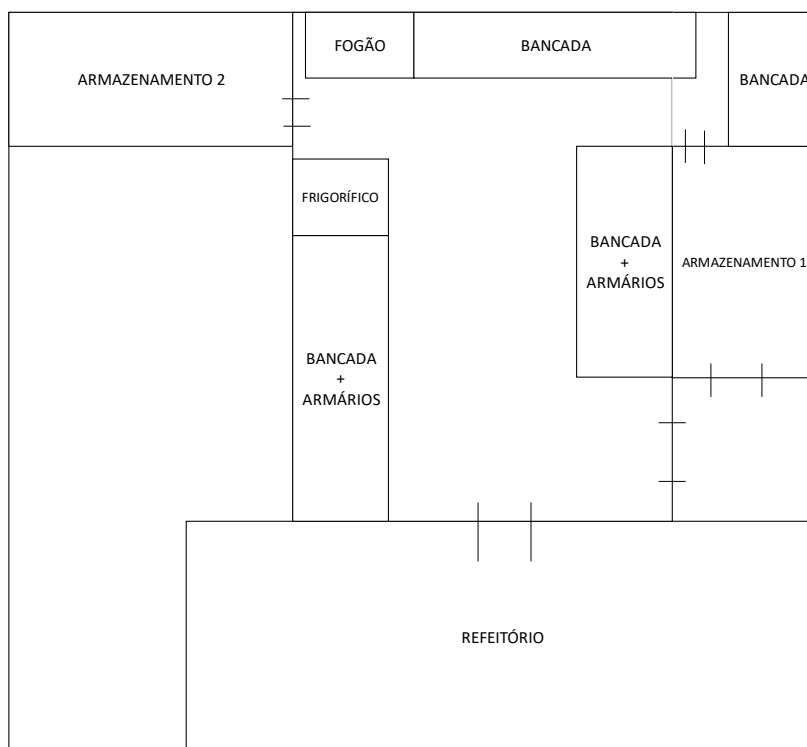 FOGÃO
BANCADA
ARMAZENAMENTO 2
BANCADA
FRIGORÍFICO
BANCADA
+
ARMÁRIOS
ARMAZENAMENTO 1
BANCADA
+
ARMÁRIOS
REFEITÓRIO